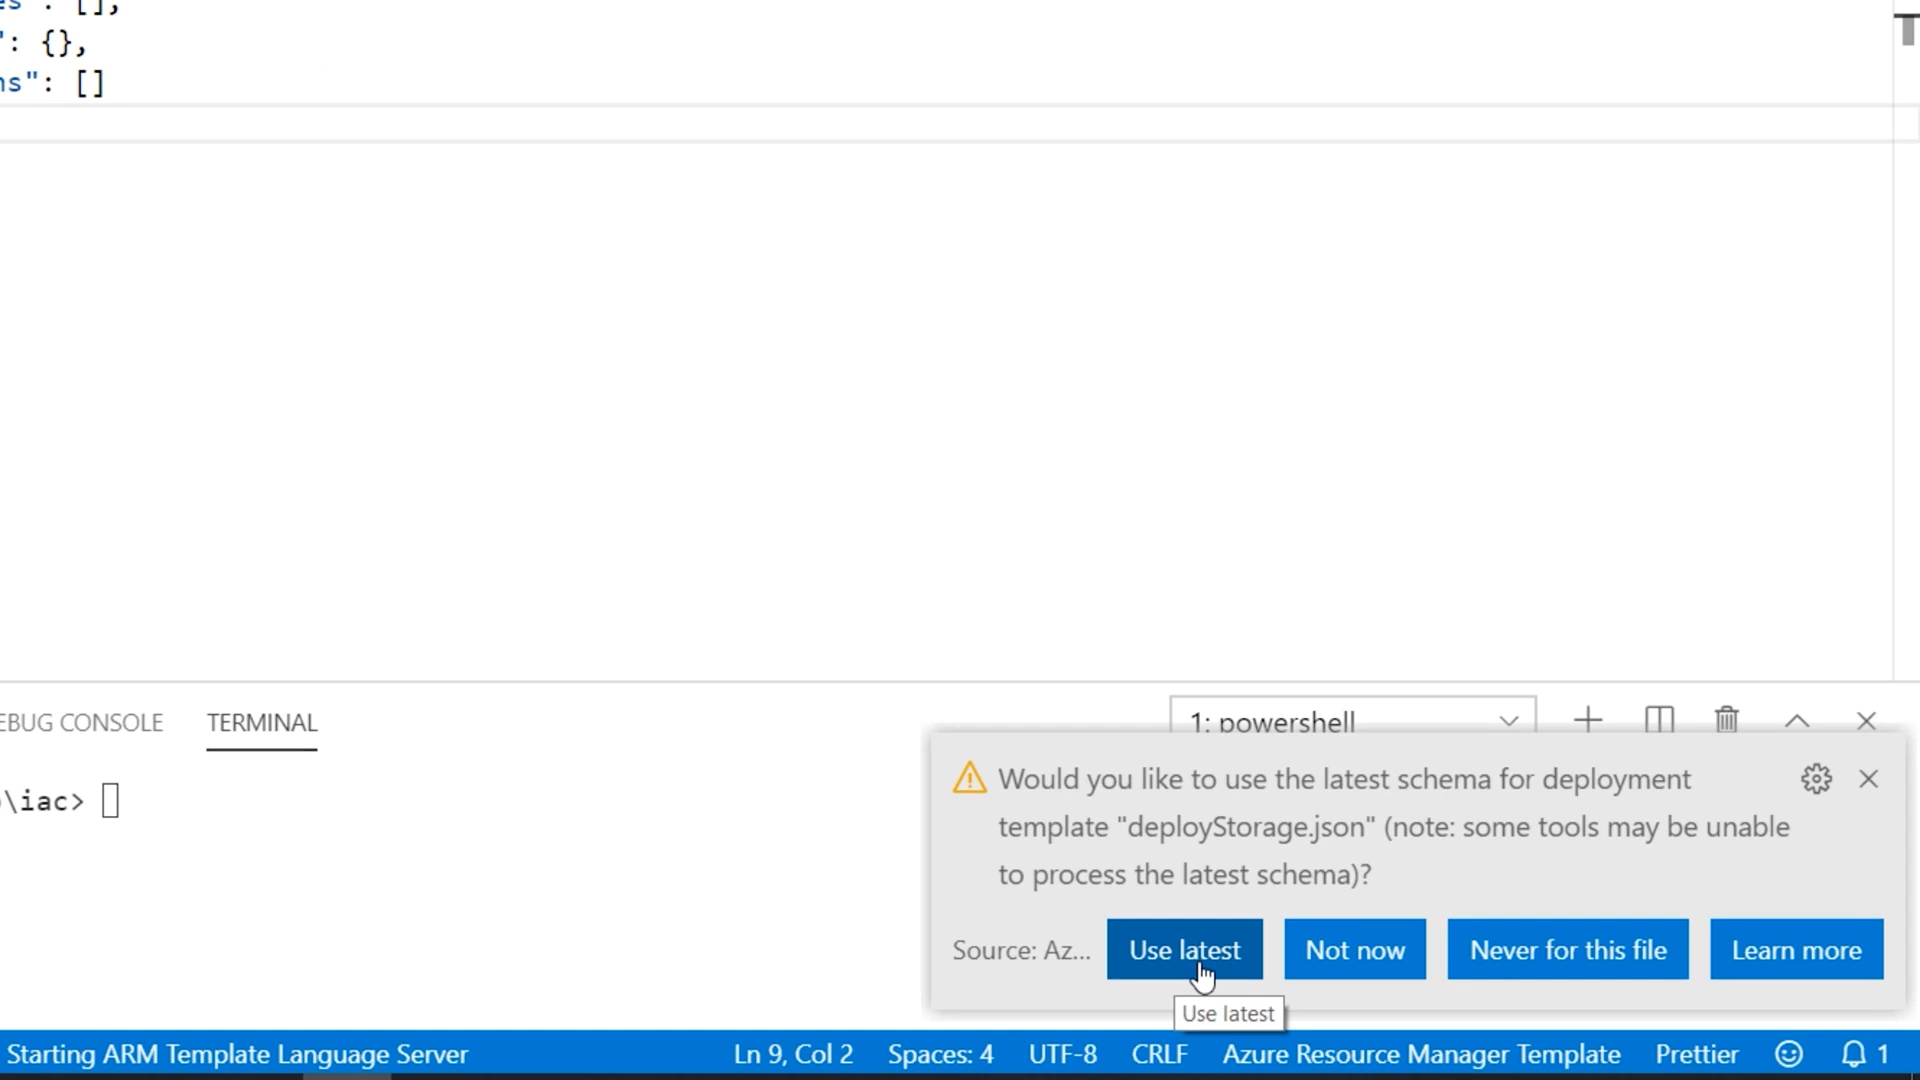 es": [],
": {},
ns": []
EBUG CONSOLE
TERMINAL
1: powershell
\iac>
Would you like to use the latest schema for deployment
template "deployStorage.json" (note: some tools may be unable
to process the latest schema)?
Source: Az...
Use latest
Not now
Never for this file
Learn more
Use latest
Starting ARM Template Language Server
Ln 9, Col 2
Spaces: 4
UTF-8
CRLF
Azure Resource Manager Template
Prettier
1